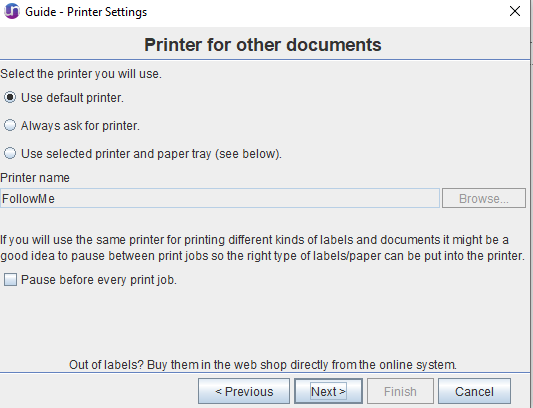 Guide - Printer Settings
Printer for other documents
Select the printer you will use.
Use default printer.
Always ask for printer.
Use selected printer and paper tray (see below).
Printer name
FollowMe
Browse...
If you will use the same printer for printing different kinds of labels and documents it might be a
good idea to pause between print jobs so the right type of labels/paper can be put into the printer.
Pause before every print job.
Out of labels? Buy them in the web shop directly from the online system.
< Previous
Next >
Finish
Cancel